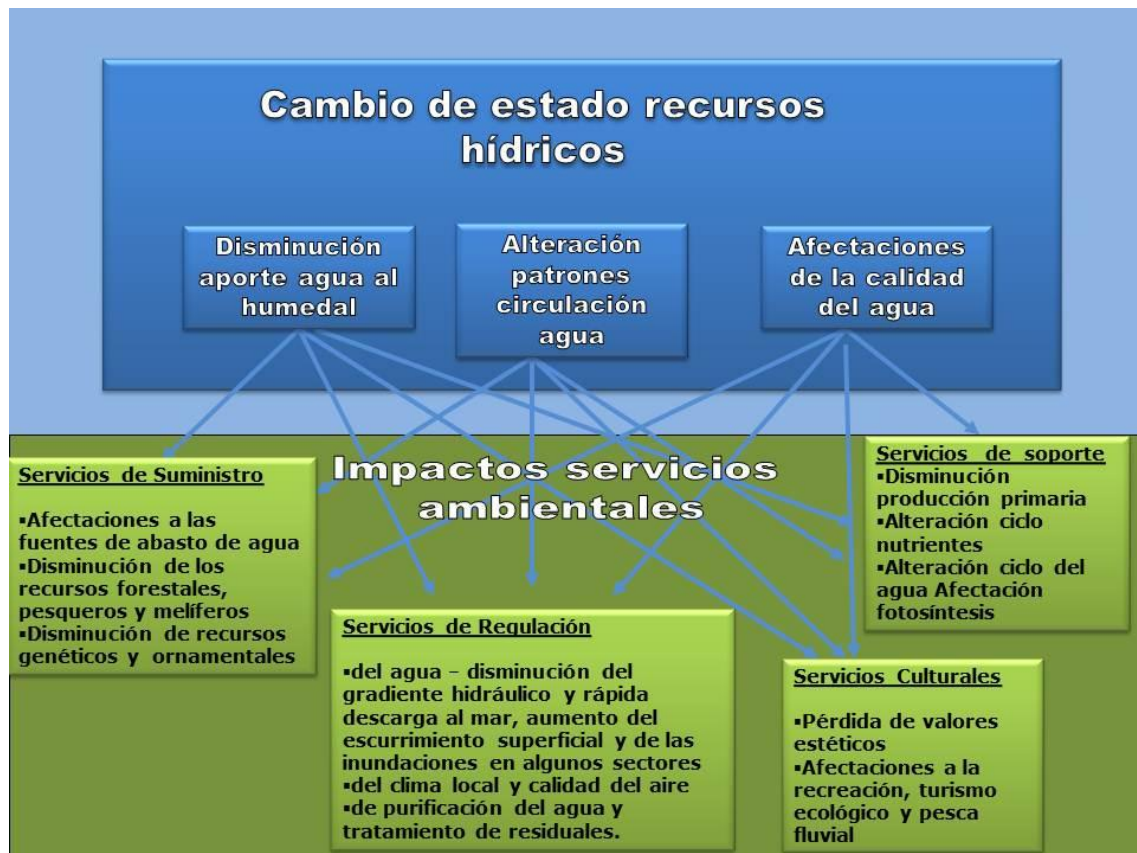 Cambio de estado recursos
hídricos
Disminución
aporte agua al
humedal
Alteración
patrones
circulación
agua
Afectaciones
de la calidad
del agua
Impactos servicios
ambientales
Servicios de Suministro
▪Afectaciones a las
fuentes de abasto de agua
▪Disminución de los
recursos forestales,
pesqueros y melíferos
▪Disminución de recursos
genéticos y ornamentales
Servicios de Regulación
▪del agua – disminución del
gradiente hidráulico y rápida
descarga al mar, aumento del
escurrimiento superficial y de las
inundaciones en algunos sectores
▪del clima local y calidad del aire
▪de purificación del agua y
tratamiento de residuales.
Servicios de soporte
▪Disminución
producción primaria
▪Alteración ciclo
nutrientes
▪Alteración ciclo del
agua Afectación
fotosíntesis
Servicios Culturales
▪Pérdida de valores
estéticos
▪Afectaciones a la
recreación, turismo
ecológico y pesca
fluvial